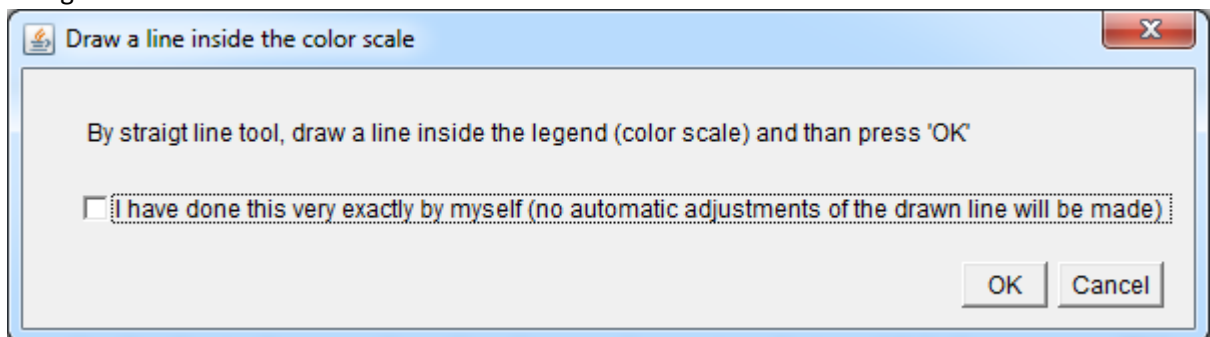 Draw a line inside the color scale
By straigt line tool, draw a line inside the legend (color scale) and than press 'OK'
I have done this very exactly by myself (no automatic adjustments of the drawn line will be made)
OK Cancel